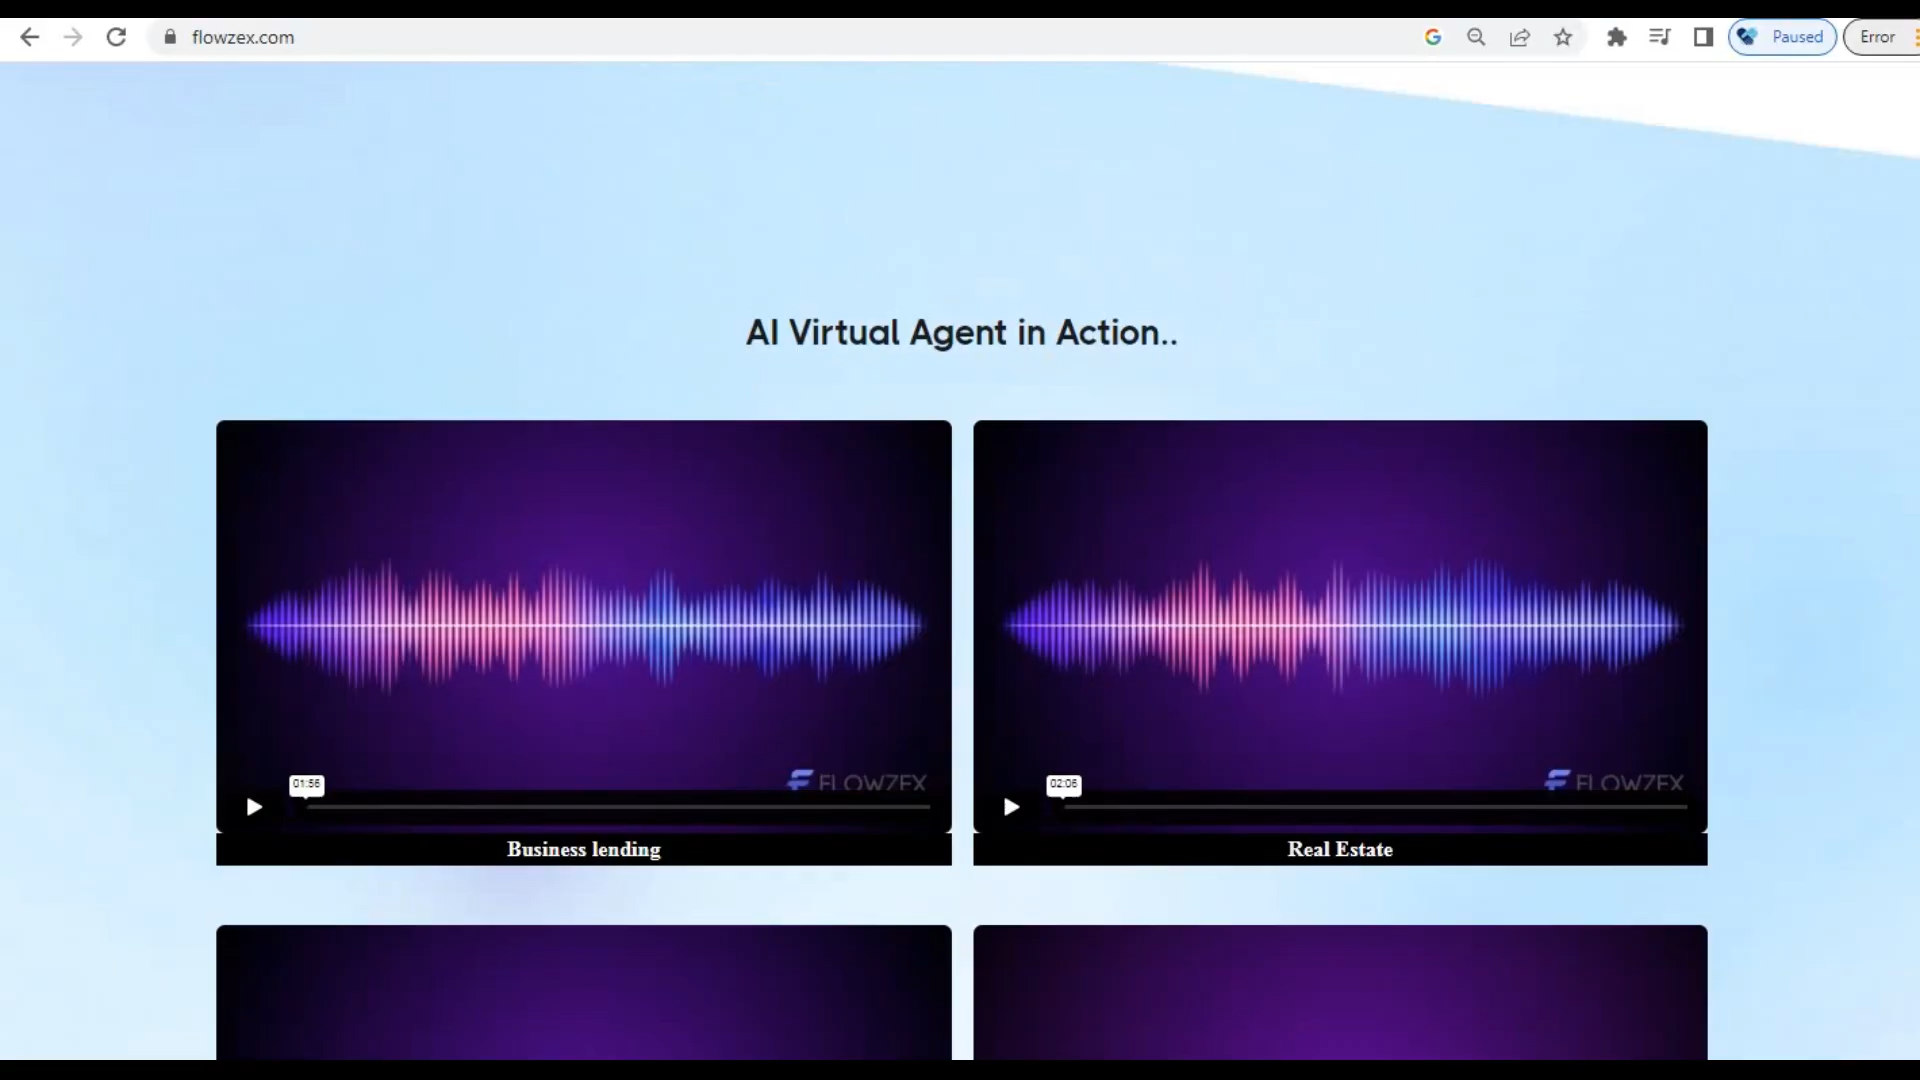 flowzex.com
Paused
Error
AI Virtual Agent in Action..
01:56
02:06
FLOWZEX
FLOWZEX
Business lending
Real Estate